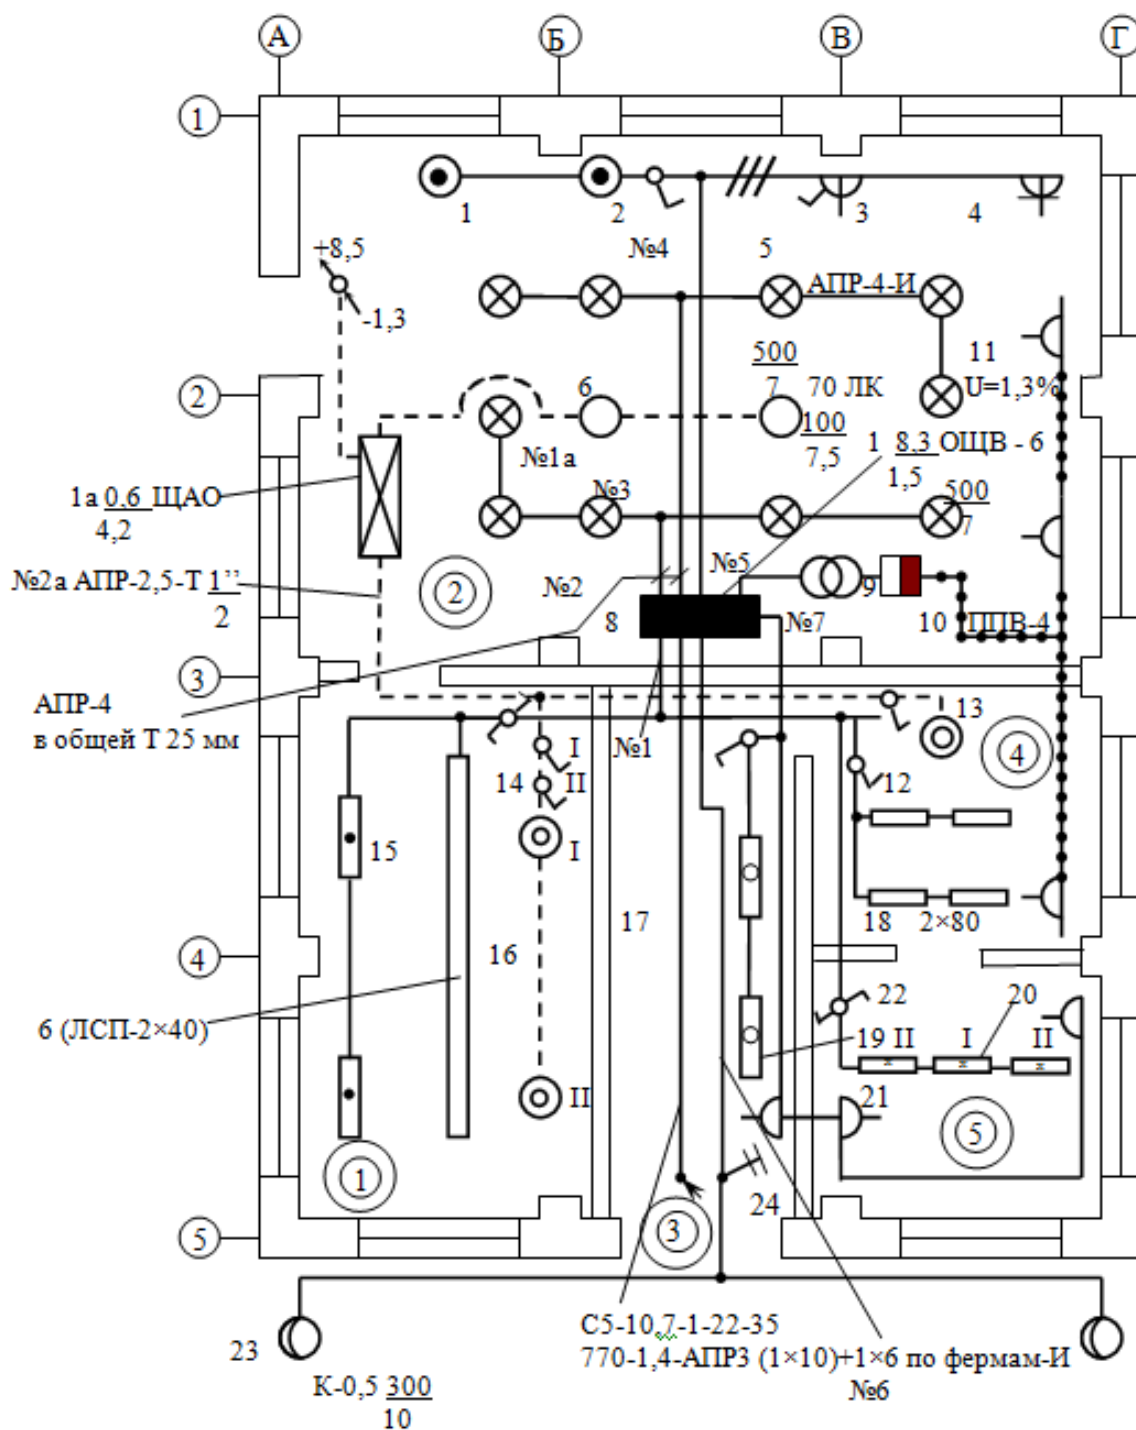 А Б В Г
1
1 2 3 4
№4 5
+8,5
АПР-4-И
-1,3
500 11
2 6 7 70 ЛК U=1,3%
100
7,5 1 8,3 ОЩВ - 6
№1а 1,5
1а 0,6 ЩАО №3 500
4,2 7
№2а АПР-2,5-Т 1” 2 №2 №5 9
2 8 №7 10 ППВ-4
3
АПР-4 13
в общей Т 25 мм №1 I 4
14 II 12
15 I
17 18 2×80
4 16
22 20
6 (ЛСП-2×40) 19 II I II
II 21
1 5
24
5 3
С5-10,7-1-22-35
23 770-1,4-АПР3 (1×10)+1×6 по фермам-И
К-0,5 300 №6
10